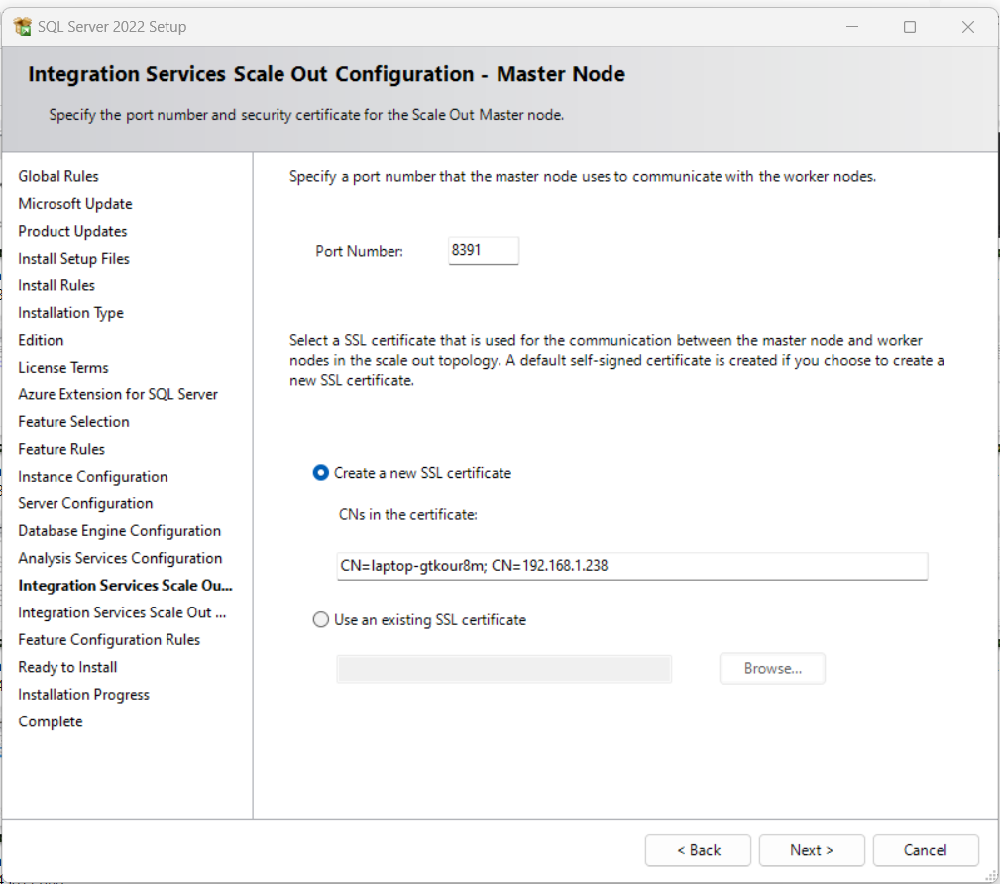 SQL Server 2022 Setup
Integration Services Scale Out Configuration - Master Node
Specify the port number and security certificate for the Scale Out Master node.
Global Rules
Microsoft Update
Product Updates
Install Setup Files
Install Rules
Installation Type
Edition
License Terms
Azure Extension for SQL Server
Feature Selection
Feature Rules
Instance Configuration
Server Configuration
Database Engine Configuration
Analysis Services Configuration
Integration Services Scale Ou...
Integration Services Scale Out ...
Feature Configuration Rules
Ready to Install
Installation Progress
Complete
Specify a port number that the master node uses to communicate with the worker nodes.
Port Number: 8391
Select a SSL certificate that is used for the communication between the master node and worker
nodes in the scale out topology. A default self-signed certificate is created if you choose to create a
new SSL certificate.
Create a new SSL certificate
CNs in the certificate:
CN=laptop-gtkour8m; CN=192.168.1.238
Use an existing SSL certificate
Browse...
< Back Next > Cancel